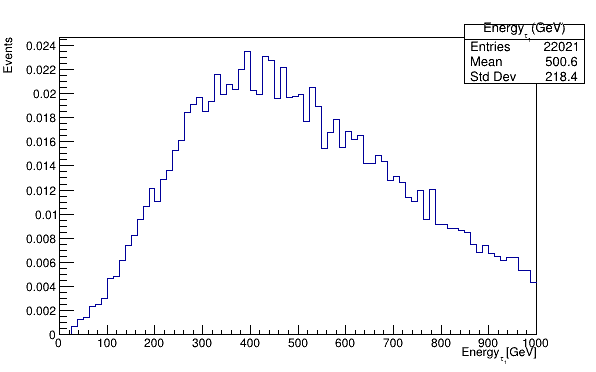 Energy_τ1 (GeV)
Entries 22021
Mean 500.6
Std Dev 218.4
Events
0.024
0.022
0.02
0.018
0.016
0.014
0.012
0.01
0.008
0.006
0.004
0.002
0
0 100 200 300 400 500 600 700 800 900 1000
Energy_τ1 [GeV]